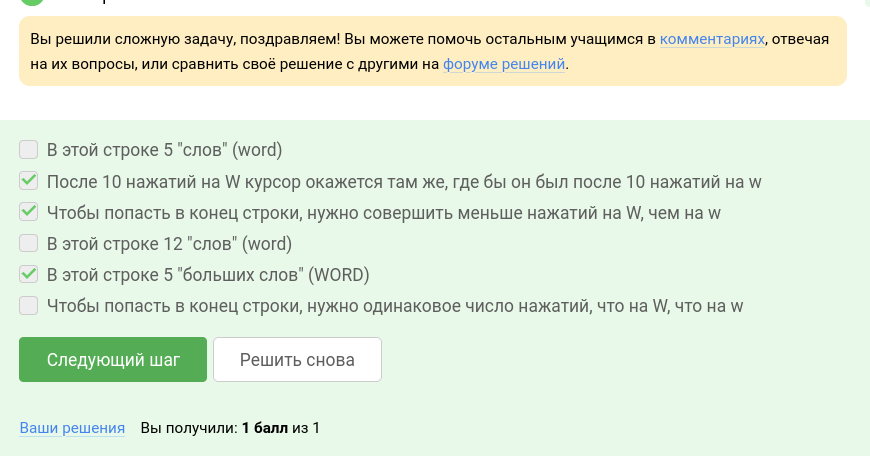 Вы решили сложную задачу, поздравляем! Вы можете помочь остальным учащимся в комментариях, отвечая
на их вопросы, или сравнить своё решение с другими на форуме решений.
В этой строке 5 "слов" (word)
После 10 нажатий на W курсор окажется там же, где бы он был после 10 нажатий на w
Чтобы попасть в конец строки, нужно совершить меньше нажатий на W, чем на w
В этой строке 12 "слов" (word)
В этой строке 5 "больших слов" (WORD)
Чтобы попасть в конец строки, нужно одинаковое число нажатий, что на W, что на w
Следующий шаг Решить снова
Ваши решения Вы получили: 1 балл из 1